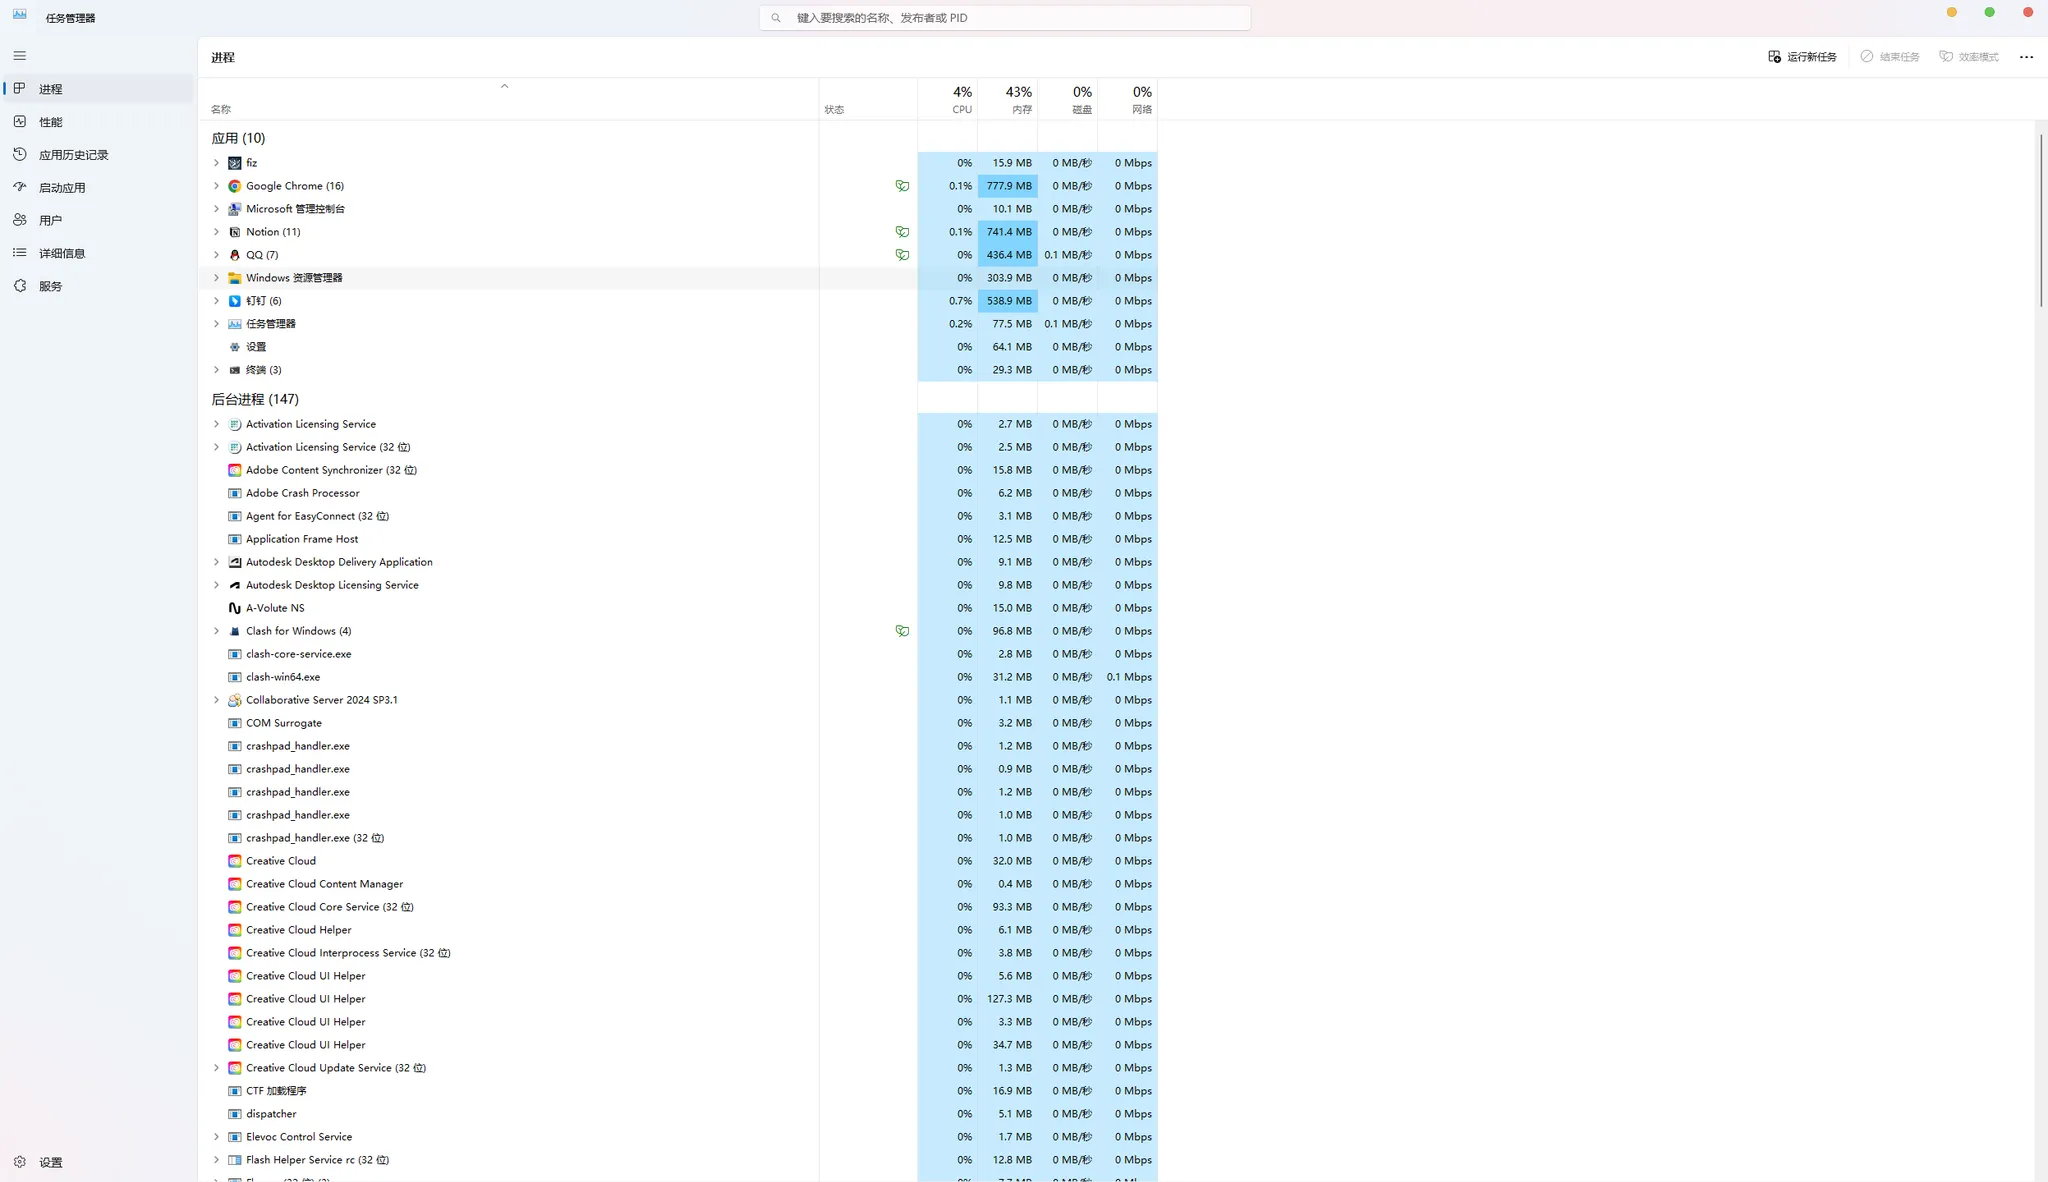 任务管理器
键入要搜索的名称、发布者或 PID
进程
性能
应用历史记录
启动应用
用户
详细信息
服务
设置
进程
运行新任务 结束任务 效率模式
4% 43% 0% 0%
名称 状态 CPU 内存 磁盘 网络
应用 (10)
fiz 0% 15.9 MB 0 MB/秒 0 Mbps
Google Chrome (16) 0.1% 777.9 MB 0 MB/秒 0 Mbps
Microsoft 管理控制台 0% 10.1 MB 0 MB/秒 0 Mbps
Notion (11) 0.1% 741.4 MB 0 MB/秒 0 Mbps
QQ (7) 0% 436.4 MB 0.1 MB/秒 0 Mbps
Windows 资源管理器 0% 303.9 MB 0 MB/秒 0 Mbps
钉钉 (6) 0.7% 538.9 MB 0 MB/秒 0 Mbps
任务管理器 0.2% 77.5 MB 0.1 MB/秒 0 Mbps
设置 0% 64.1 MB 0 MB/秒 0 Mbps
终端 (3) 0% 29.3 MB 0 MB/秒 0 Mbps
后台进程 (147)
Activation Licensing Service 0% 2.7 MB 0 MB/秒 0 Mbps
Activation Licensing Service (32 位) 0% 2.5 MB 0 MB/秒 0 Mbps
Adobe Content Synchronizer (32 位) 0% 15.8 MB 0 MB/秒 0 Mbps
Adobe Crash Processor 0% 6.2 MB 0 MB/秒 0 Mbps
Agent for EasyConnect (32 位) 0% 3.1 MB 0 MB/秒 0 Mbps
Application Frame Host 0% 12.5 MB 0 MB/秒 0 Mbps
Autodesk Desktop Delivery Application 0% 9.1 MB 0 MB/秒 0 Mbps
Autodesk Desktop Licensing Service 0% 9.8 MB 0 MB/秒 0 Mbps
A-Volute NS 0% 15.0 MB 0 MB/秒 0 Mbps
Clash for Windows (4) 0% 96.8 MB 0 MB/秒 0 Mbps
clash-core-service.exe 0% 2.8 MB 0 MB/秒 0 Mbps
clash-win64.exe 0% 31.2 MB 0 MB/秒 0.1 Mbps
Collaborative Server 2024 SP3.1 0% 1.1 MB 0 MB/秒 0 Mbps
COM Surrogate 0% 3.2 MB 0 MB/秒 0 Mbps
crashpad_handler.exe 0% 1.2 MB 0 MB/秒 0 Mbps
crashpad_handler.exe 0% 0.9 MB 0 MB/秒 0 Mbps
crashpad_handler.exe 0% 1.2 MB 0 MB/秒 0 Mbps
crashpad_handler.exe 0% 1.0 MB 0 MB/秒 0 Mbps
crashpad_handler.exe (32 位) 0% 1.0 MB 0 MB/秒 0 Mbps
Creative Cloud 0% 32.0 MB 0 MB/秒 0 Mbps
Creative Cloud Content Manager 0% 0.4 MB 0 MB/秒 0 Mbps
Creative Cloud Core Service (32 位) 0% 93.3 MB 0 MB/秒 0 Mbps
Creative Cloud Helper 0% 6.1 MB 0 MB/秒 0 Mbps
Creative Cloud Interprocess Service (32 位) 0% 3.8 MB 0 MB/秒 0 Mbps
Creative Cloud UI Helper 0% 5.6 MB 0 MB/秒 0 Mbps
Creative Cloud UI Helper 0% 127.3 MB 0 MB/秒 0 Mbps
Creative Cloud UI Helper 0% 3.3 MB 0 MB/秒 0 Mbps
Creative Cloud UI Helper 0% 34.7 MB 0 MB/秒 0 Mbps
Creative Cloud Update Service (32 位) 0% 1.3 MB 0 MB/秒 0 Mbps
CTF 加载程序 0% 16.9 MB 0 MB/秒 0 Mbps
dispatcher 0% 5.1 MB 0 MB/秒 0 Mbps
Elevoc Control Service 0% 1.7 MB 0 MB/秒 0 Mbps
Flash Helper Service rc (32 位) 0% 12.8 MB 0 MB/秒 0 Mbps